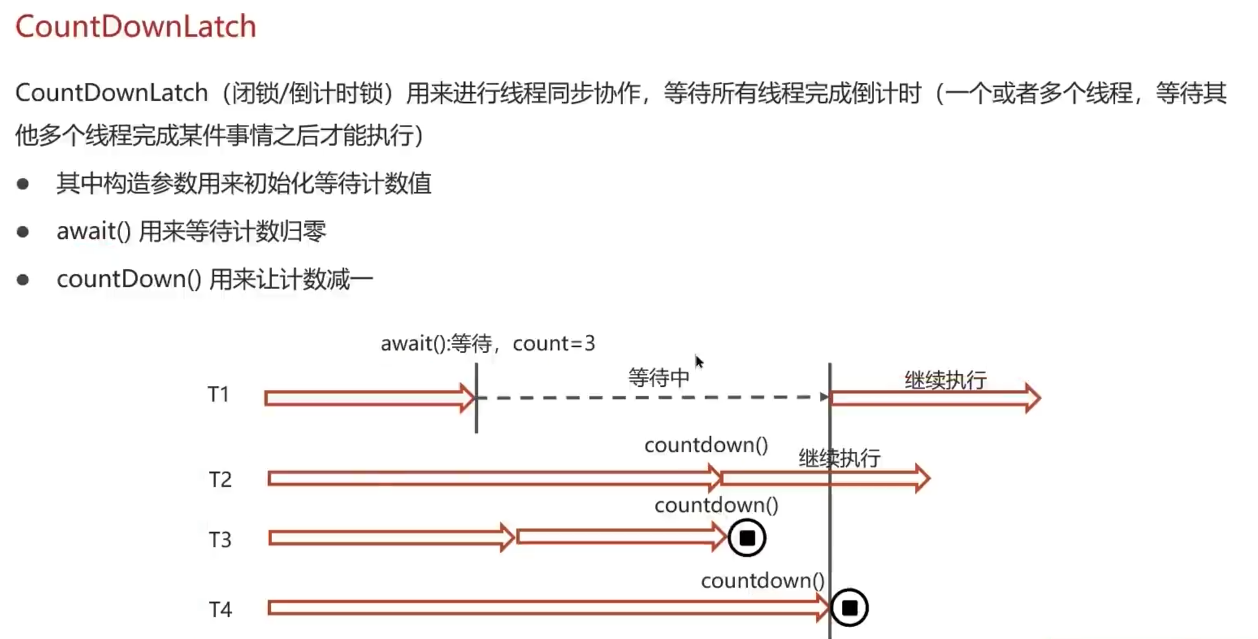 CountDownLatch
CountDownLatch（闭锁/倒计时锁）用来进行线程同步协作，等待所有线程完成倒计时（一个或者多个线程，等待其
他多个线程完成某件事情之后才能执行）
● 其中构造参数用来初始化等待计数值
● await() 用来等待计数归零
● countDown() 用来让计数减一
await():等待，count=3
等待中
继续执行
T1
countdown()
继续执行
T2
countdown()
T3
countdown()
T4